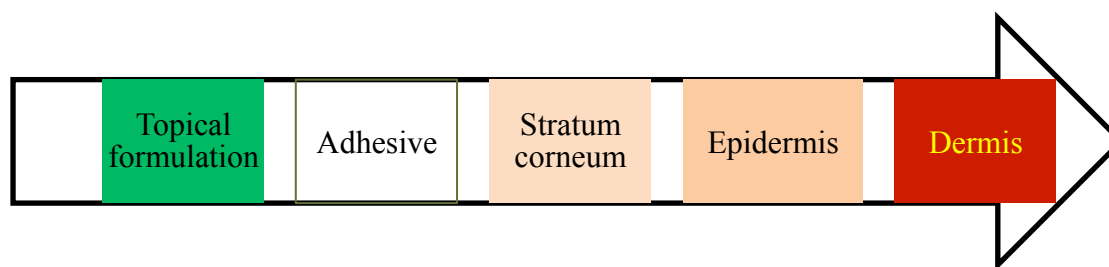 Topical
formulation
Adhesive
Stratum
corneum
Epidermis
Dermis